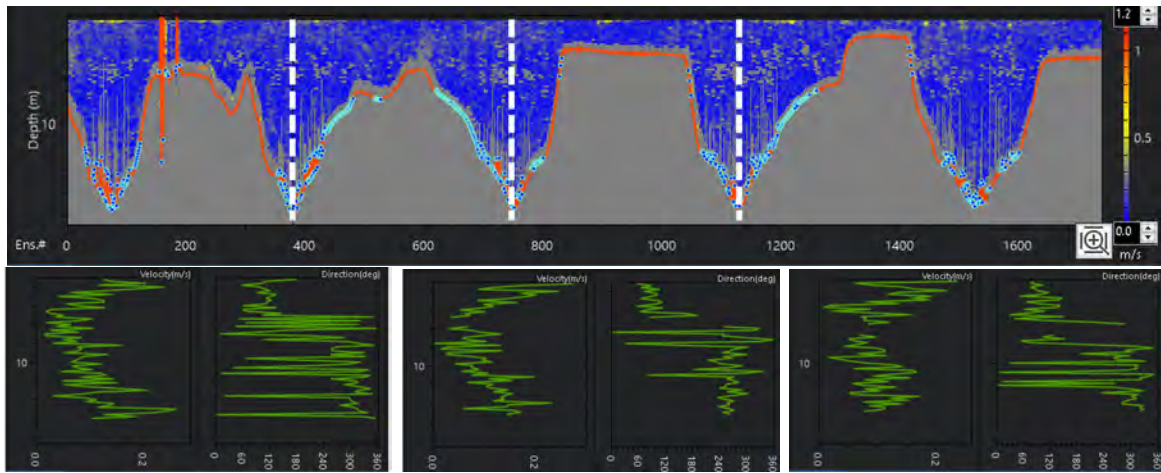 1.2
1
Depth (m)
10
0.5
0.0
m/s
Ens.# 0 200 400 600 800 1000 1200 1400 1600
Velocity(m/s) Direction(deg) Velocity(m/s) Direction(deg) Velocity(m/s) Direction(deg)
10 10 10
0.0 0.2 0 60 120 180 240 300 360 0.0 0.2 0 60 120 180 240 300 360 0.0 0.2 0 60 120 180 240 300 360